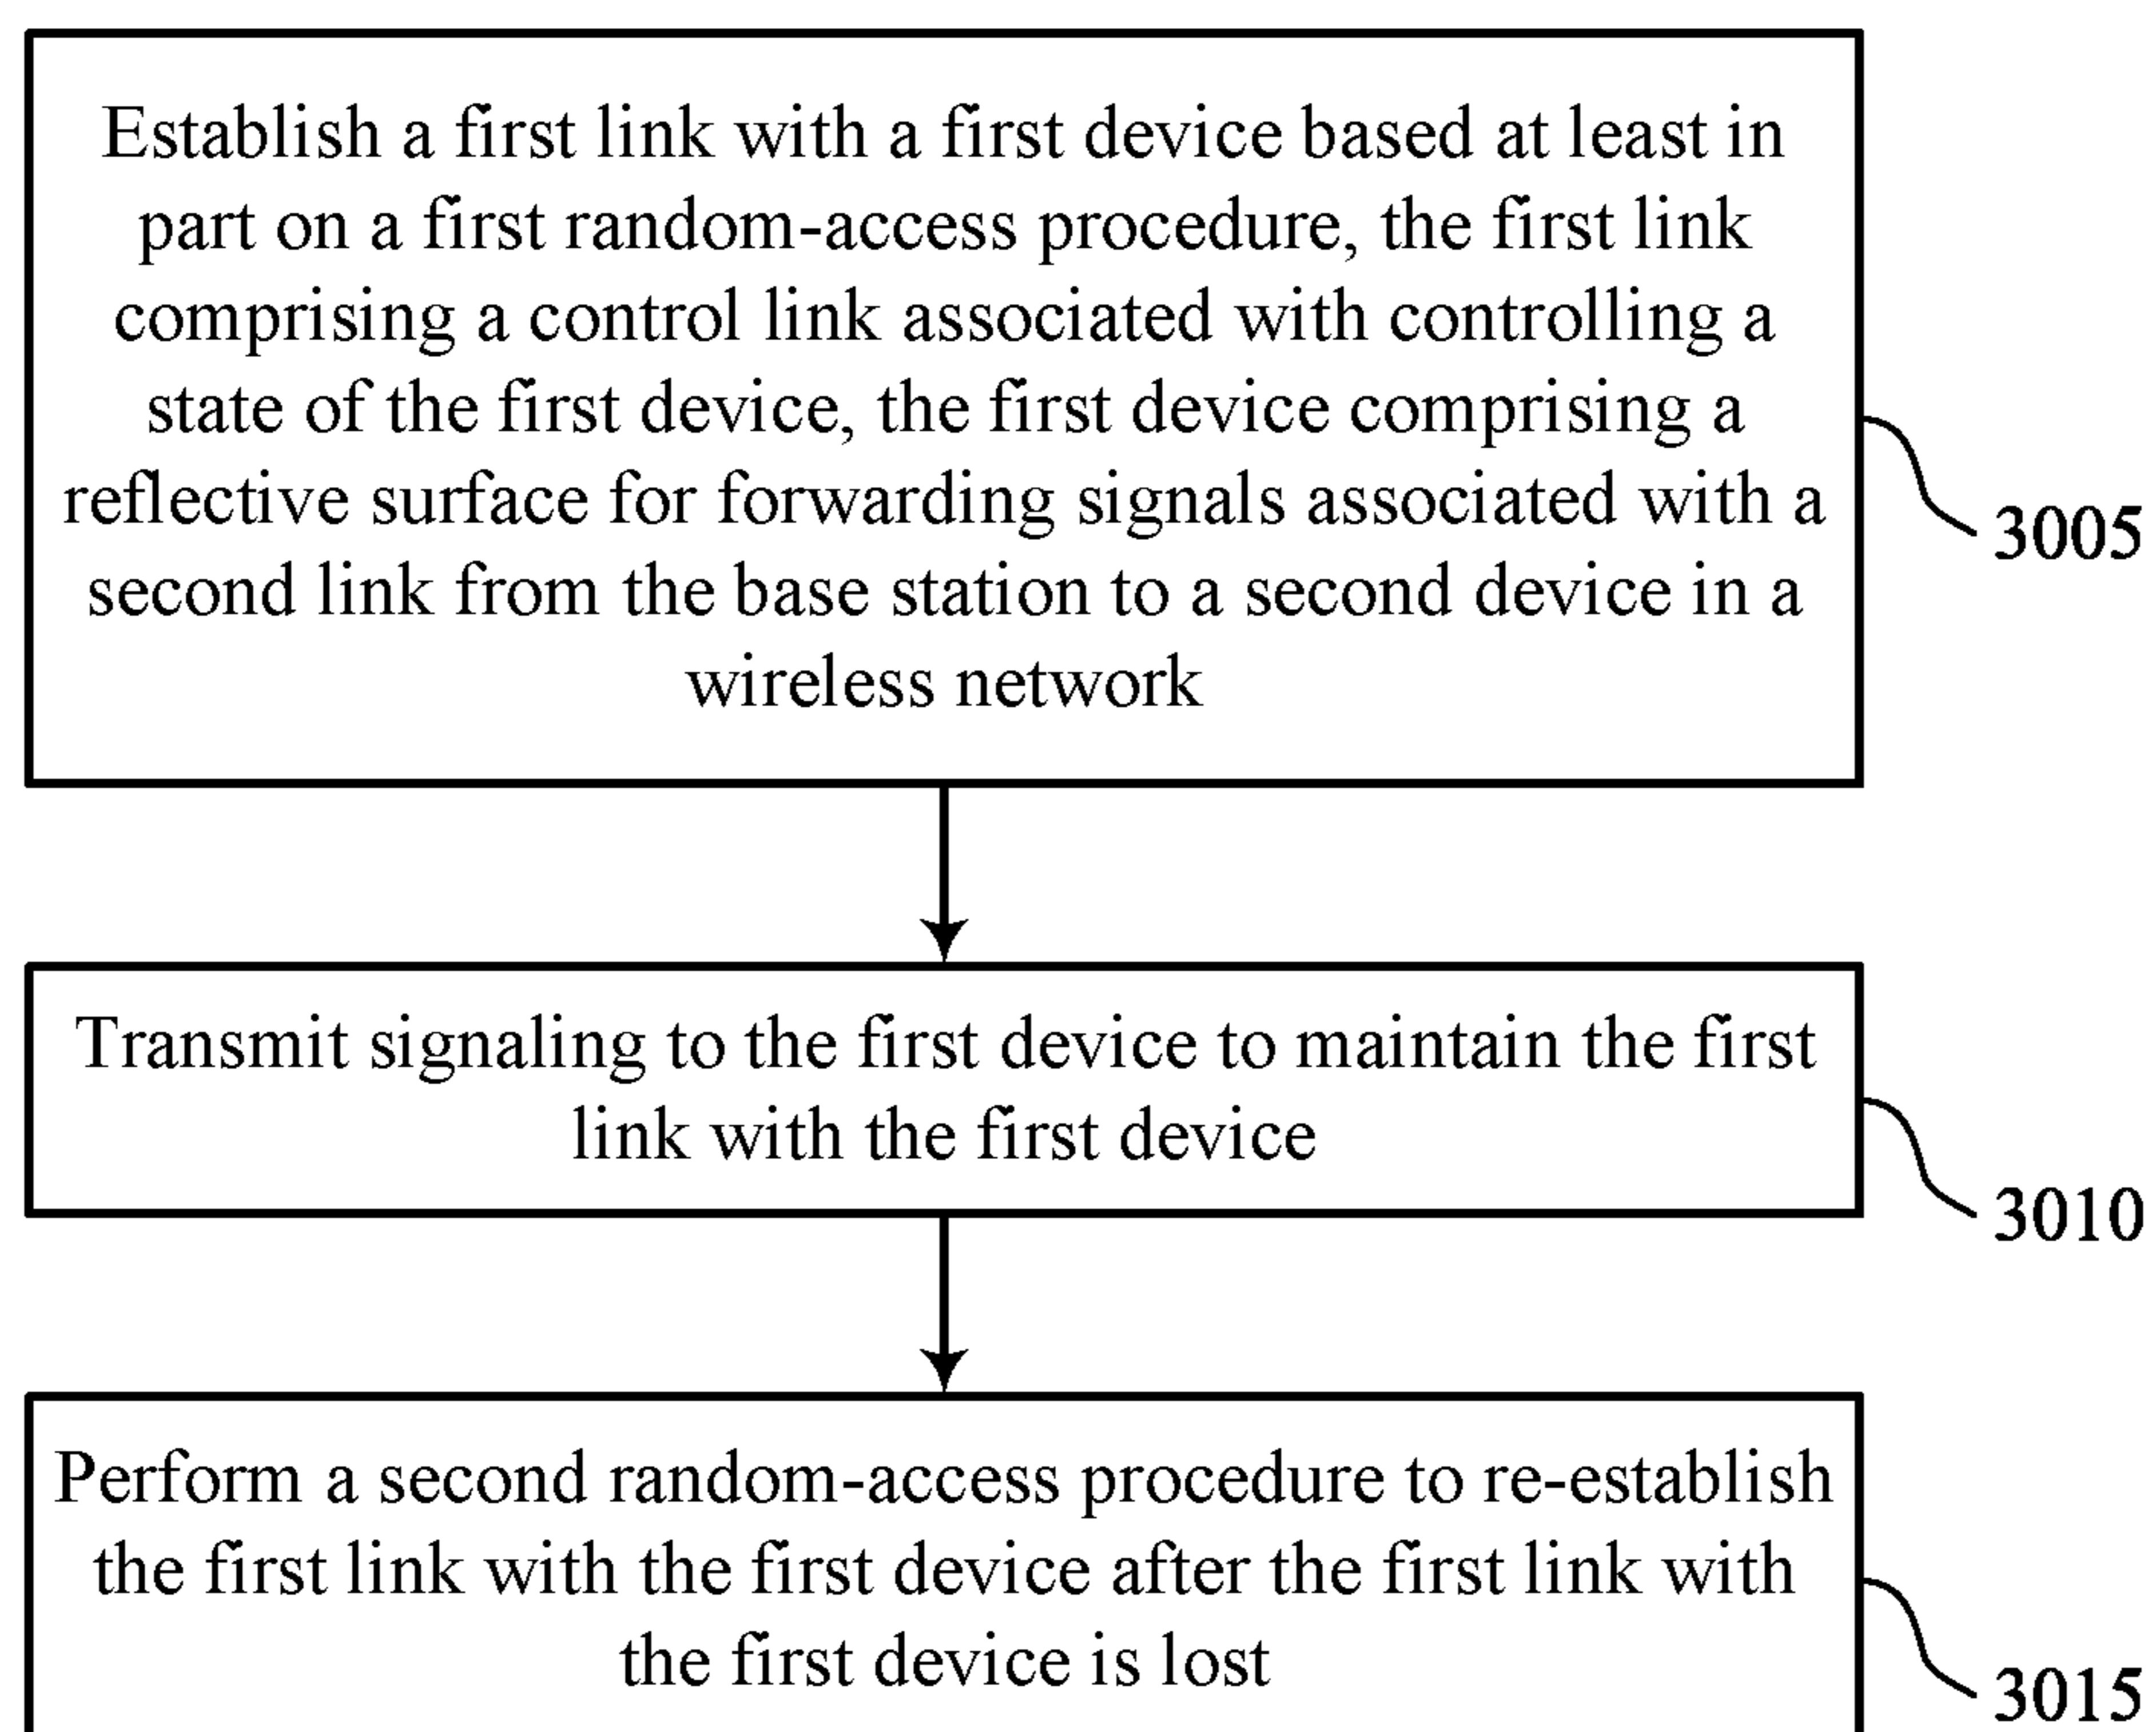 Establish a first link with a first device based at least in
part on a first random-access procedure, the first link
comprising a control link associated with controlling a
state of the first device, the first device comprising a
reflective surface for forwarding signals associated with a
second link from the base station to a second device in a
wireless network
3005
Transmit signaling to the first device to maintain the first
link with the first device
3010
Perform a second random-access procedure to re-establish
the first link with the first device after the first link with
the first device is lost
3015